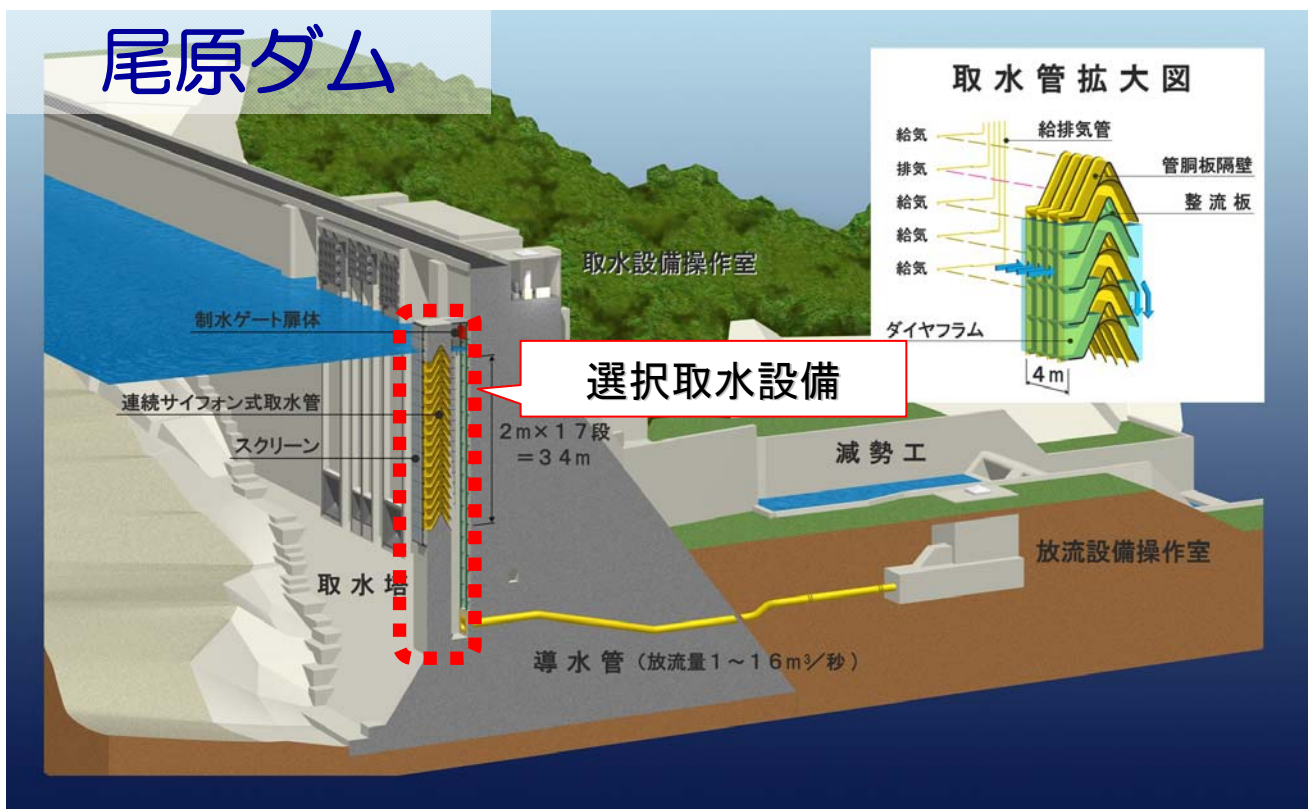 尾原ダム
取水管拡大図
給気
給排気管
排気
管胴板隔壁
給気
整流板
給気
給気
ダイヤフラム
4m
取水設備操作室
制水ゲート扉体
選択取水設備
連続サイフォン式取水管
スクリーン
2m×17段
=34m
減勢工
放流設備操作室
取水塔
導水管(放流量1~16m³/秒)